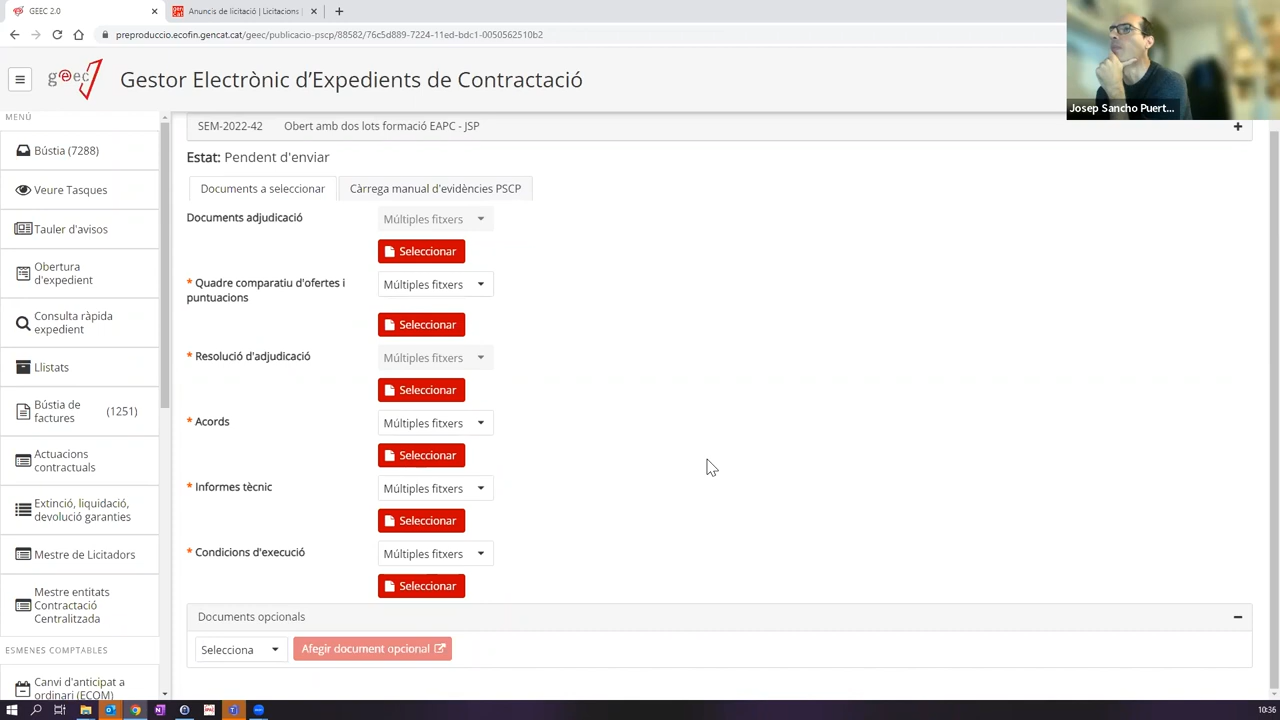 GEEC 2.0
Anuncis de licitació | Licitacions |
preproduccio.ecofin.gencat.cat/geec/publicacio-pscp/88582/76c5d889-7224-11ed-bdc1-0050562510b2
geec
Gestor Electrònic d'Expedients de Contractació
Josep Sancho Puert...
MENÚ
Bústia (7288)
Veure Tasques
Tauler d'avisos
Obertura
d'expedient
Consulta ràpida
expedient
Llistats
Bústia de
factures
(1251)
Actuacions
contractuals
Extinció, liquidació,
devolució garanties
Mestre de Licitadors
Mestre entitats
Contractació
Centralitzada
ESMENES COMPTABLES
Canvi d'anticipat a
ordinari (ECOM)
SEM-2022-42 Obert amb dos lots formació EAPC - JSP
Estat: Pendent d'enviar
Documents a seleccionar
Càrrega manual d'evidències PSCP
Documents adjudicació
Múltiples fitxers
Seleccionar
* Quadre comparatiu d'ofertes i
puntuacions
Múltiples fitxers
Seleccionar
* Resolució d'adjudicació
Múltiples fitxers
Seleccionar
* Acords
Múltiples fitxers
Seleccionar
* Informes tècnic
Múltiples fitxers
Seleccionar
* Condicions d'execució
Múltiples fitxers
Seleccionar
Documents opcionals
Selecciona
Afegir document opcional
10:36